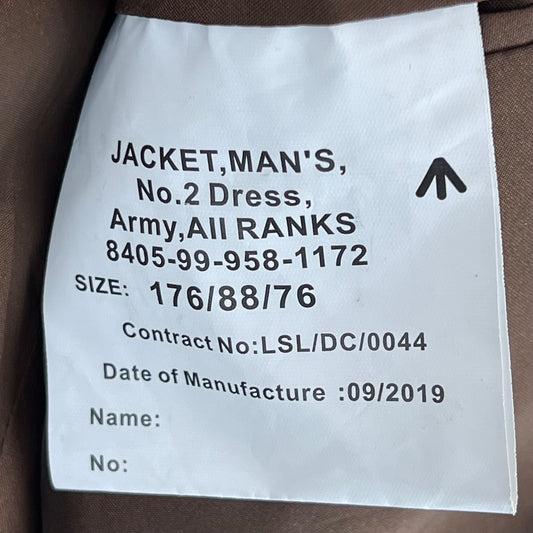 JACKET,MAN'S,
No.2 Dress,
Army,All RANKS
8405-99-958-1172
SIZE: 176/88/76
Contract No:LSL/DC/0044
Date of Manufacture :09/2019
Name:
No: